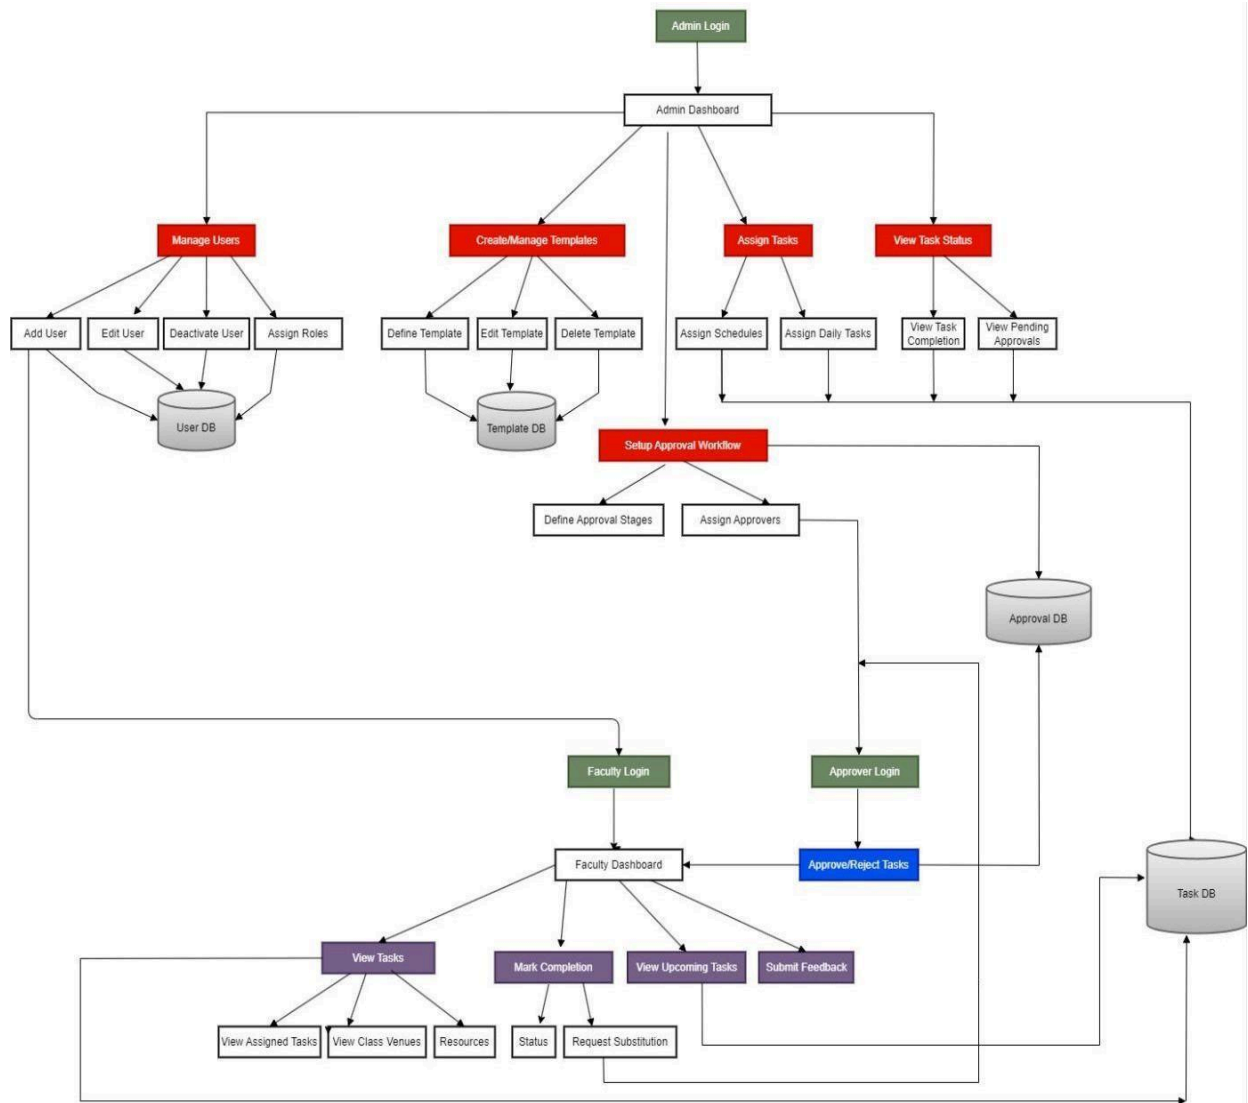 Admin Login
Admin Dashboard
Manage Users
Create/Manage Templates
Assign Tasks
View Task Status
Add User
Edit User
Deactivate User
Assign Roles
Define Template
Edit Template
Delete Template
Assign Schedules
Assign Daily Tasks
View Task
Completion
View Pending
Approvals
User DB
Template DB
Setup Approval Workflow
Define Approval Stages
Assign Approvers
Approval DB
Faculty Login
Approver Login
Faculty Dashboard
Approve/Reject Tasks
Task DB
View Tasks
Mark Completion
View Upcoming Tasks
Submit Feedback
View Assigned Tasks
View Class Venues
Resources
Status
Request Substitution